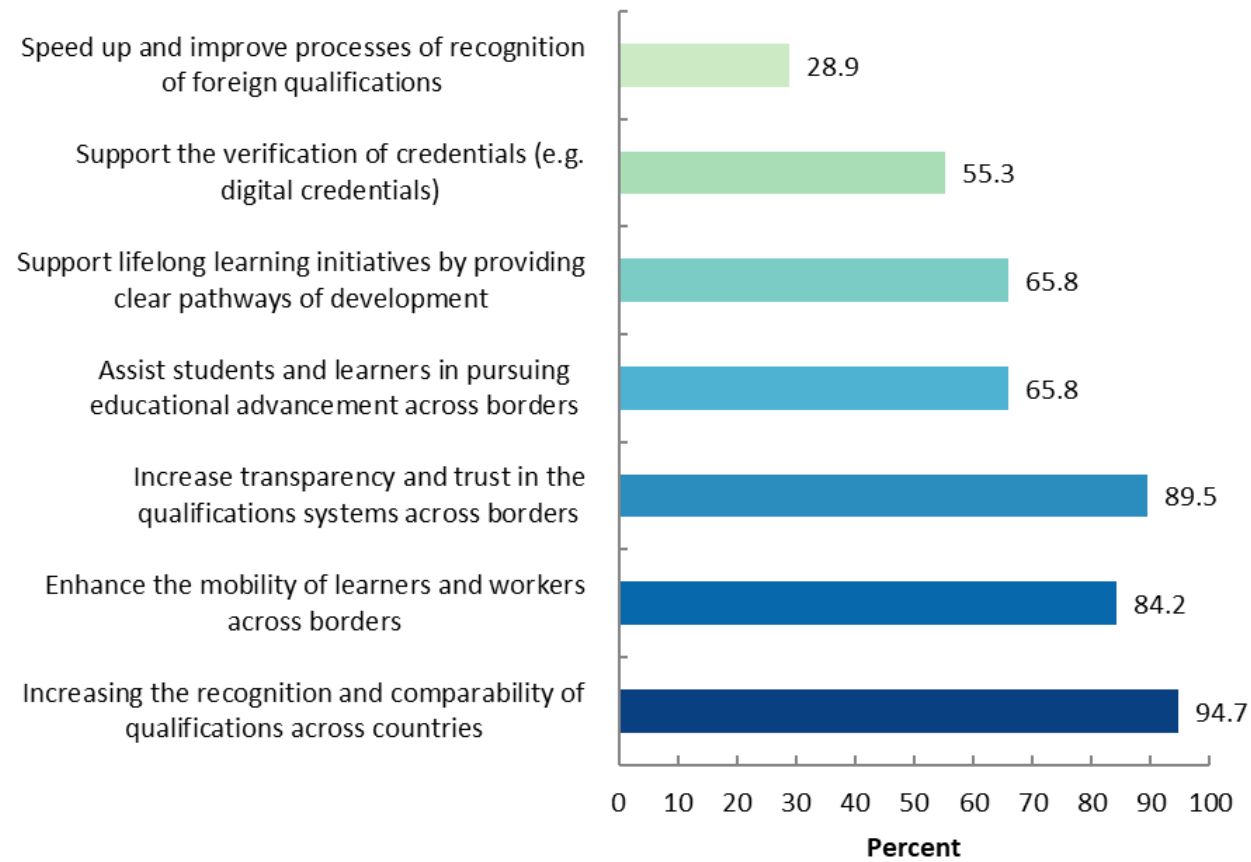 Speed up and improve processes of recognition
of foreign qualifications
28.9
Support the verification of credentials (e.g.
digital credentials)
55.3
Support lifelong learning initiatives by providing
clear pathways of development
65.8
Assist students and learners in pursuing
educational advancement across borders
65.8
Increase transparency and trust in the
qualifications systems across borders
89.5
Enhance the mobility of learners and workers
across borders
84.2
Increasing the recognition and comparability of
qualifications across countries
94.7
0 10 20 30 40 50 60 70 80 90 100
Percent